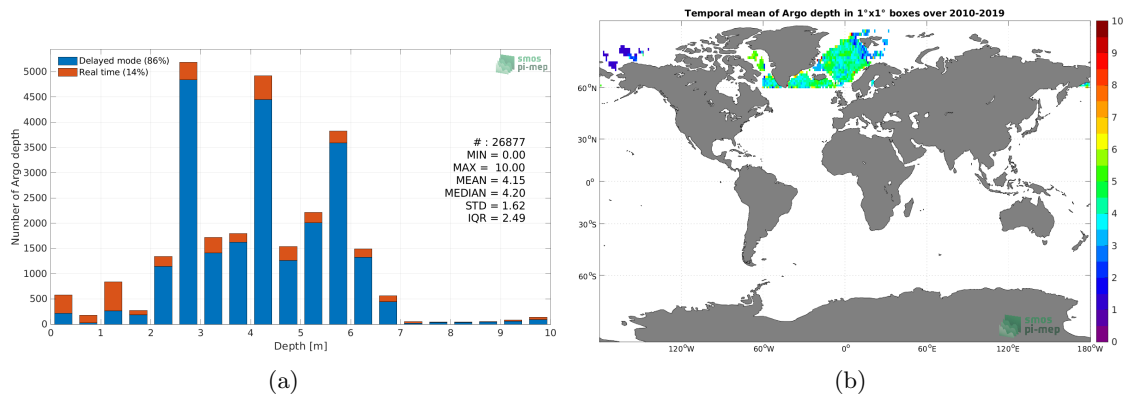 Delayed mode (86%)
Real time (14%)
smos
pi-mep
5000
4500
4000
3500
3000
2500
2000
1500
1000
500
0
Number of Argo depth
# : 26877
MIN = 0.00
MAX = 10.00
MEAN = 4.15
MEDIAN = 4.20
STD = 1.62
IQR = 2.49
0 1 2 3 4 5 6 7 8 9 10
Depth [m]
(a)
Temporal mean of Argo depth in 1°x1° boxes over 2010-2019
60°N
30°N
0°
30°S
60°S
120°W 60°W 0° 60°E 120°E 180°W
smos
pi-mep
10
9
8
7
6
5
4
3
2
1
0
(b)